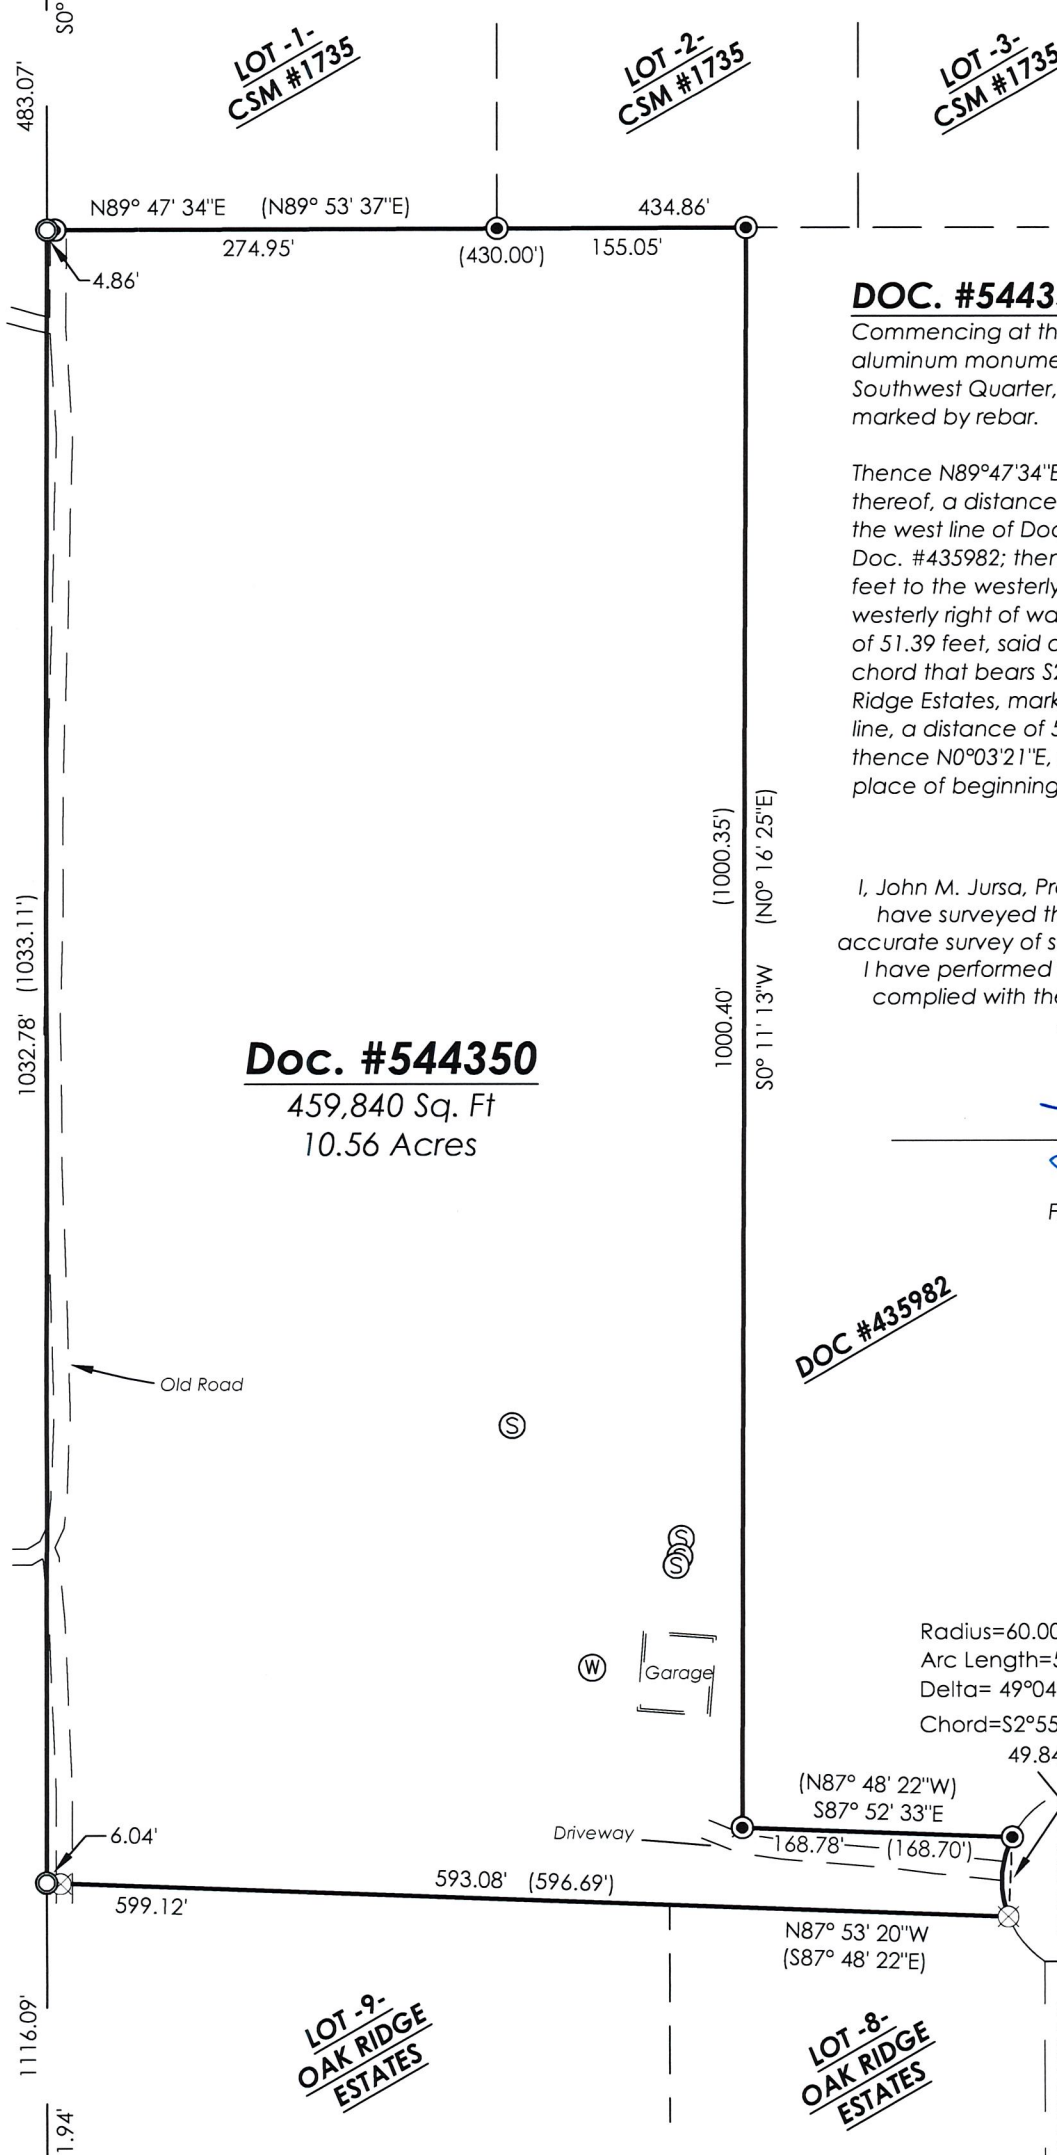 S0°
483.07'
LOT -1-
CSM #1735
LOT -2-
CSM #1735
LOT -3-
CSM #1735
N89° 47' 34"E (N89° 53' 37"E)
434.86'
274.95'
(430.00')
155.05'
4.86'
DOC. #5443
Commencing at th
aluminum monume
Southwest Quarter,
marked by rebar.
Thence N89°47'34"E
thereof, a distance
the west line of Doc
Doc. #435982; then
feet to the westerly
westerly right of wa
of 51.39 feet, said
chord that bears S2
Ridge Estates, mark
line, a distance of 5
thence N0°03'21"E,
place of beginning
(1000.35')
(N0° 16' 25"E)
1000.40'
S0° 11' 13"W
1032.78' (1033.11')
I, John M. Jursa, Pr
have surveyed th
accurate survey of s
I have performed
complied with the
Doc. #544350
459,840 Sq. Ft
10.56 Acres
F
DOC #435982
Old Road
S
S
S
S
W
Garage
Radius=60.00
Arc Length=5
Delta= 49°04
Chord=S2°55
49.84
(N87° 48' 22"W)
S87° 52' 33"E
Driveway
168.78' (168.70')
6.04'
593.08' (596.69')
599.12'
N87° 53' 20"W
(S87° 48' 22"E)
1116.09'
LOT -9-
OAK RIDGE
ESTATES
LOT -8-
OAK RIDGE
ESTATES
1.94'